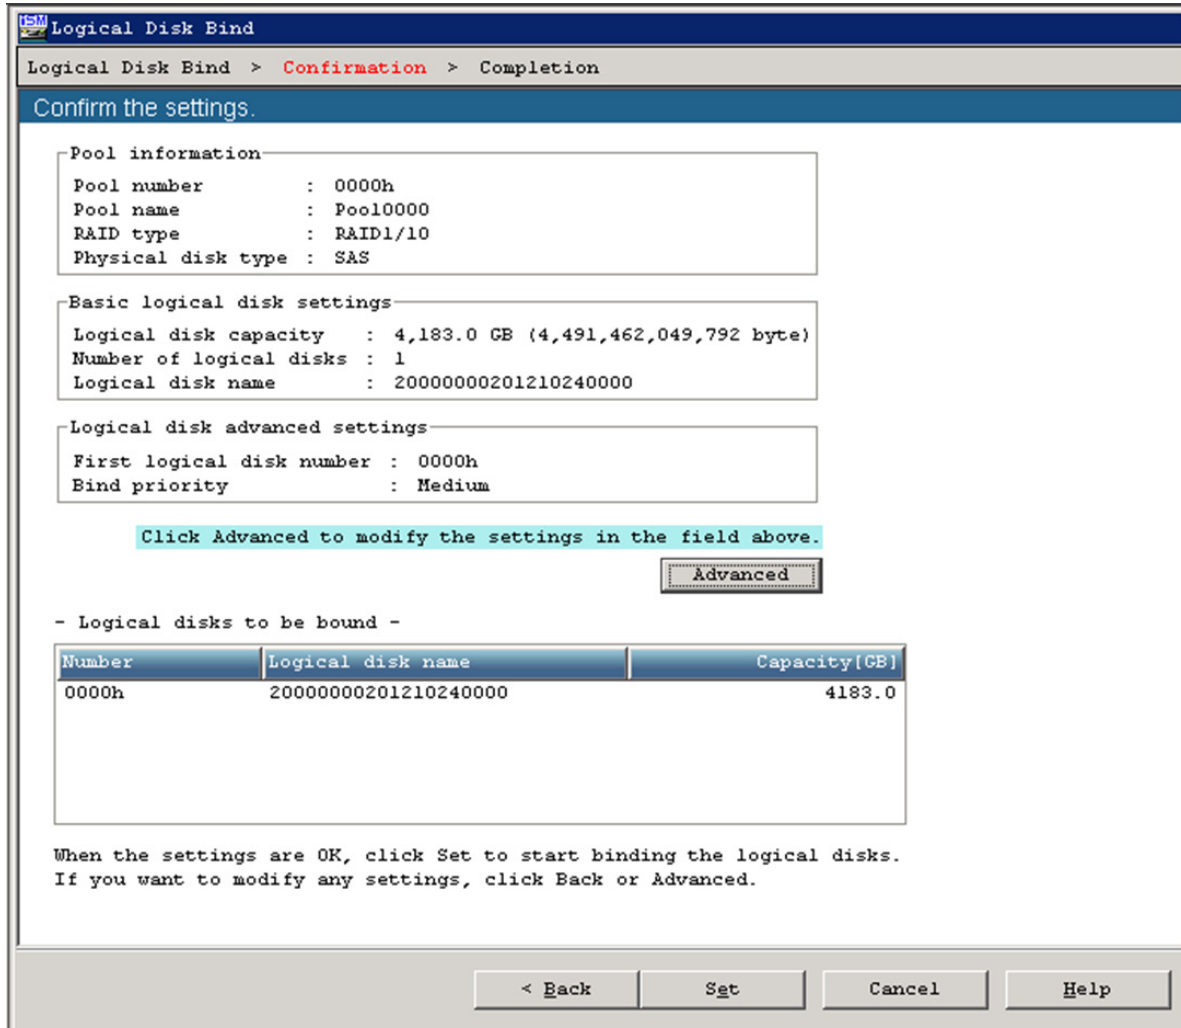 iSM
Logical Disk Bind
Logical Disk Bind > Confirmation > Completion
Confirm the settings.
Pool information
Pool number : 0000h
Pool name : Pool0000
RAID type : RAID1/10
Physical disk type : SAS
Basic logical disk settings
Logical disk capacity : 4,183.0 GB (4,491,462,049,792 byte)
Number of logical disks : 1
Logical disk name : 20000000201210240000
Logical disk advanced settings
First logical disk number : 0000h
Bind priority : Medium
Click Advanced to modify the settings in the field above.
Advanced
- Logical disks to be bound -
Number Logical disk name Capacity[GB]
0000h 20000000201210240000 4183.0
When the settings are OK, click Set to start binding the logical disks.
If you want to modify any settings, click Back or Advanced.
< Back Set Cancel Help